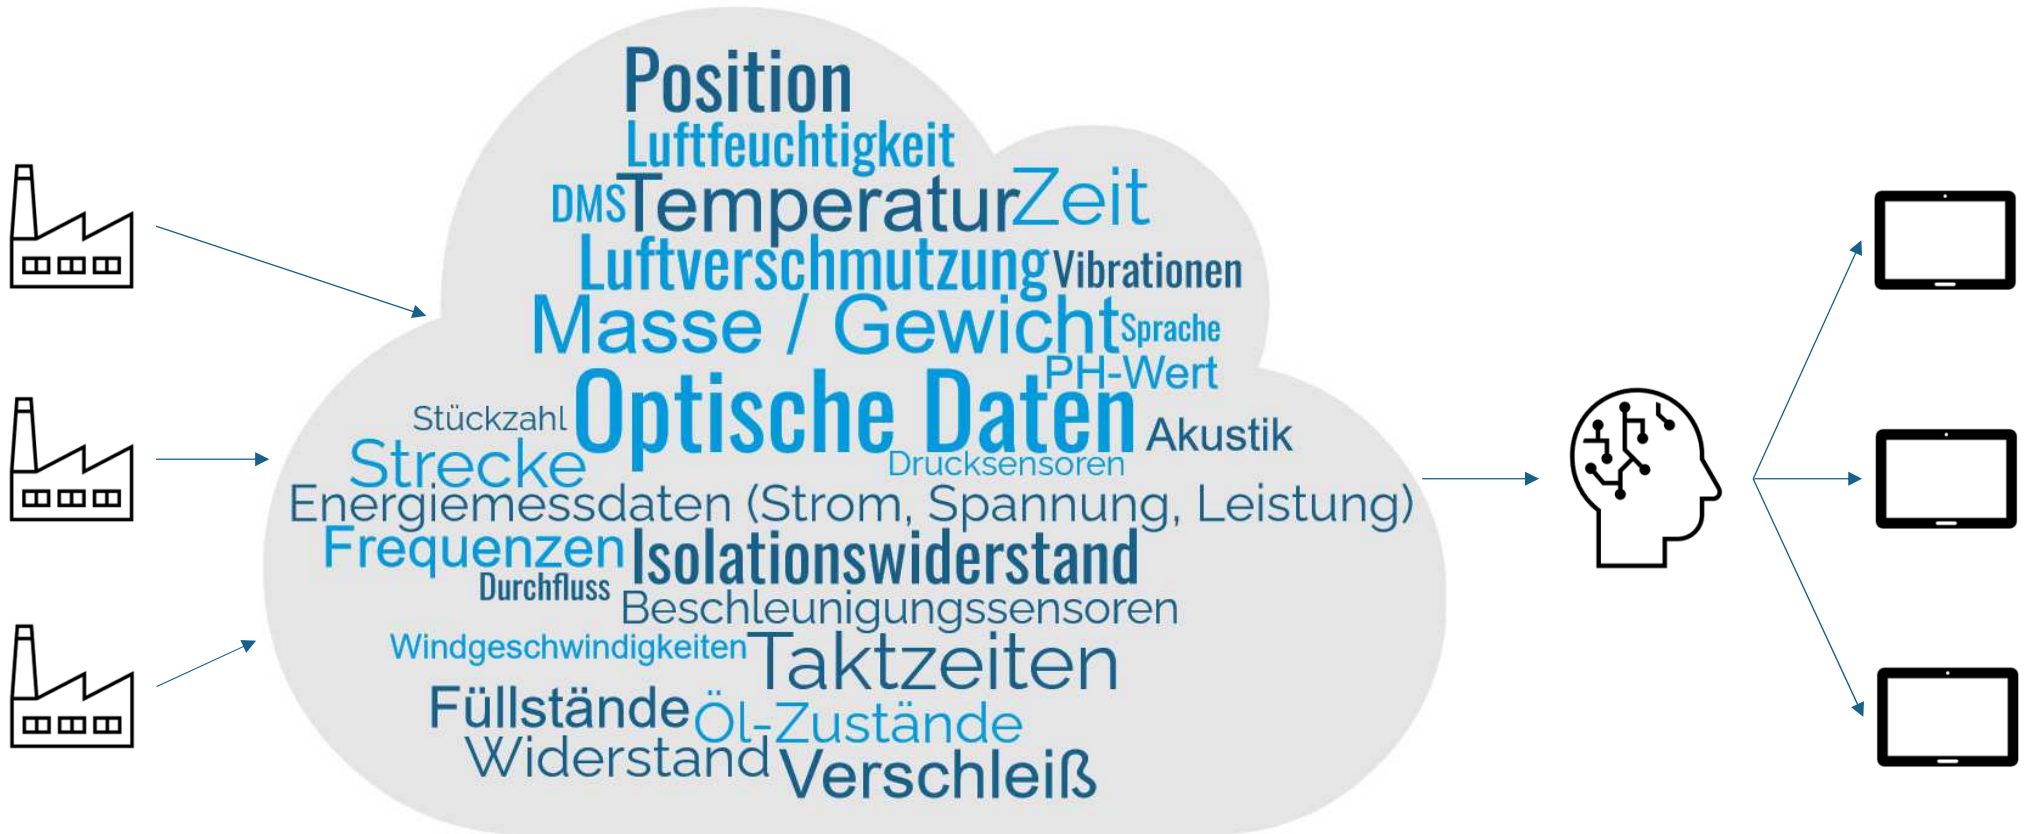 Position
Luftfeuchtigkeit
DMS Temperatur Zeit
Luftverschmutzung Vibrationen
Masse / Gewicht Sprache
PH-Wert
Stückzahl Optische Daten Akustik
Strecke Drucksensoren
Energiemessdaten (Strom, Spannung, Leistung)
Frequenzen Isolationswiderstand
Durchfluss Beschleunigungssensoren
Windgeschwindigkeiten Taktzeiten
Füllstände Öl-Zustände
Widerstand Verschleiß